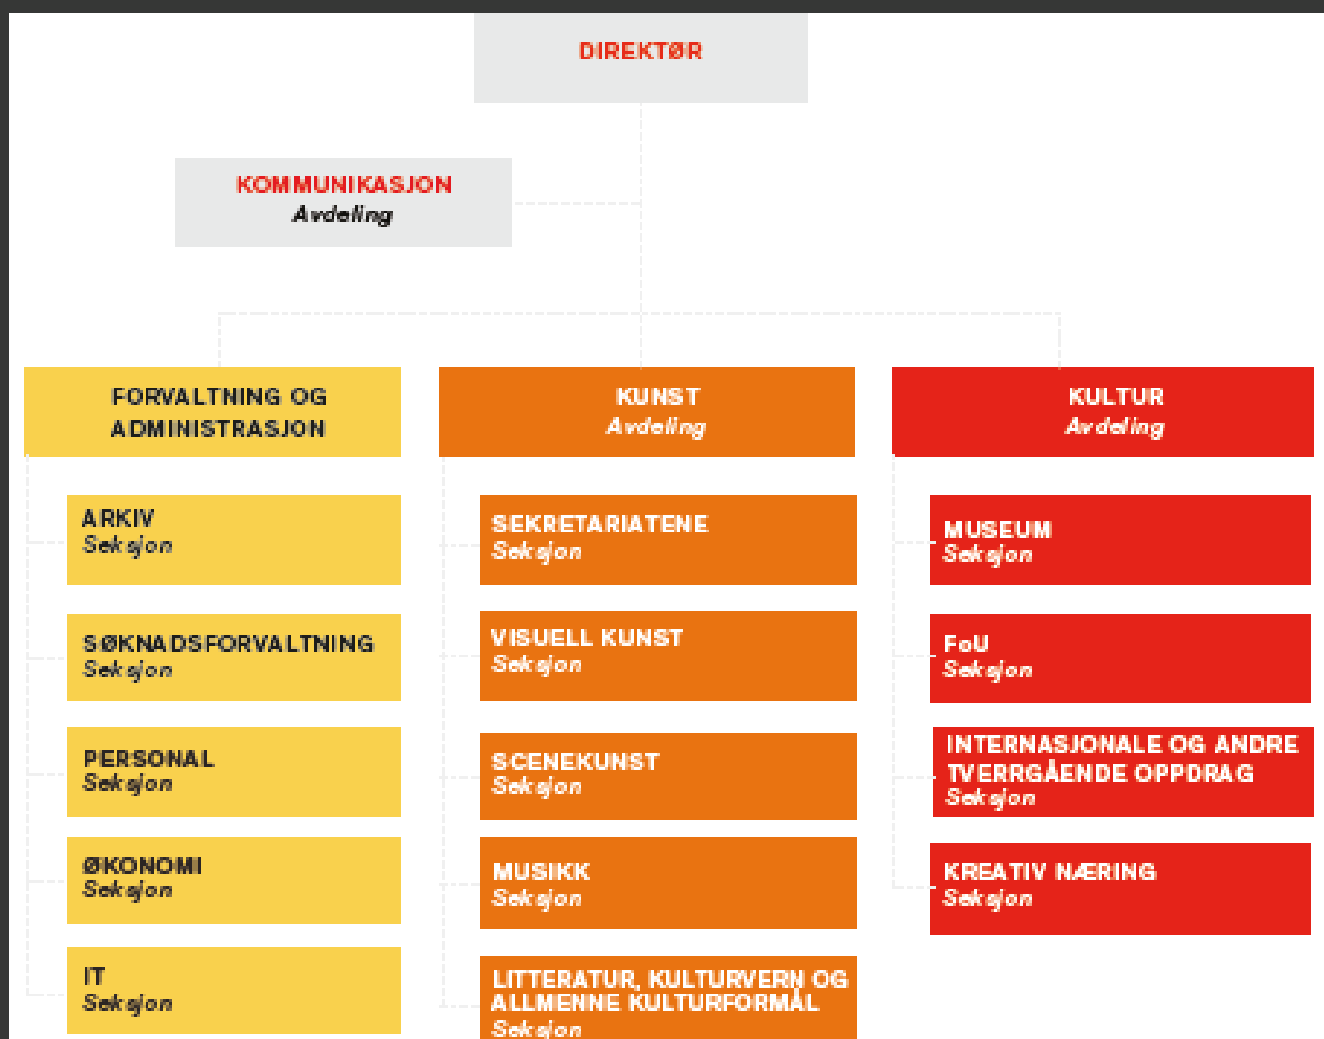 DIREKTØR
KOMMUNIKASJON
Avdeling
FORVALTNING OG
ADMINISTRASJON
ARKIV
Seksjon
SØKNADSFORVALTNING
Seksjon
PERSONAL
Seksjon
ØKONOMI
Seksjon
IT
Seksjon
KUNST
Avdeling
SEKRETARIATENE
Seksjon
VISUELL KUNST
Seksjon
SCENEKUNST
Seksjon
MUSIKK
Seksjon
LITTERATUR, KULTURVERN OG
ALLMENNE KULTURFORMÅL
Seksjon
KULTUR
Avdeling
MUSEUM
Seksjon
FoU
Seksjon
INTERNASJONALE OG ANDRE
TVERRGÅENDE OPPDRAG
Seksjon
KREATIV NÆRING
Seksjon